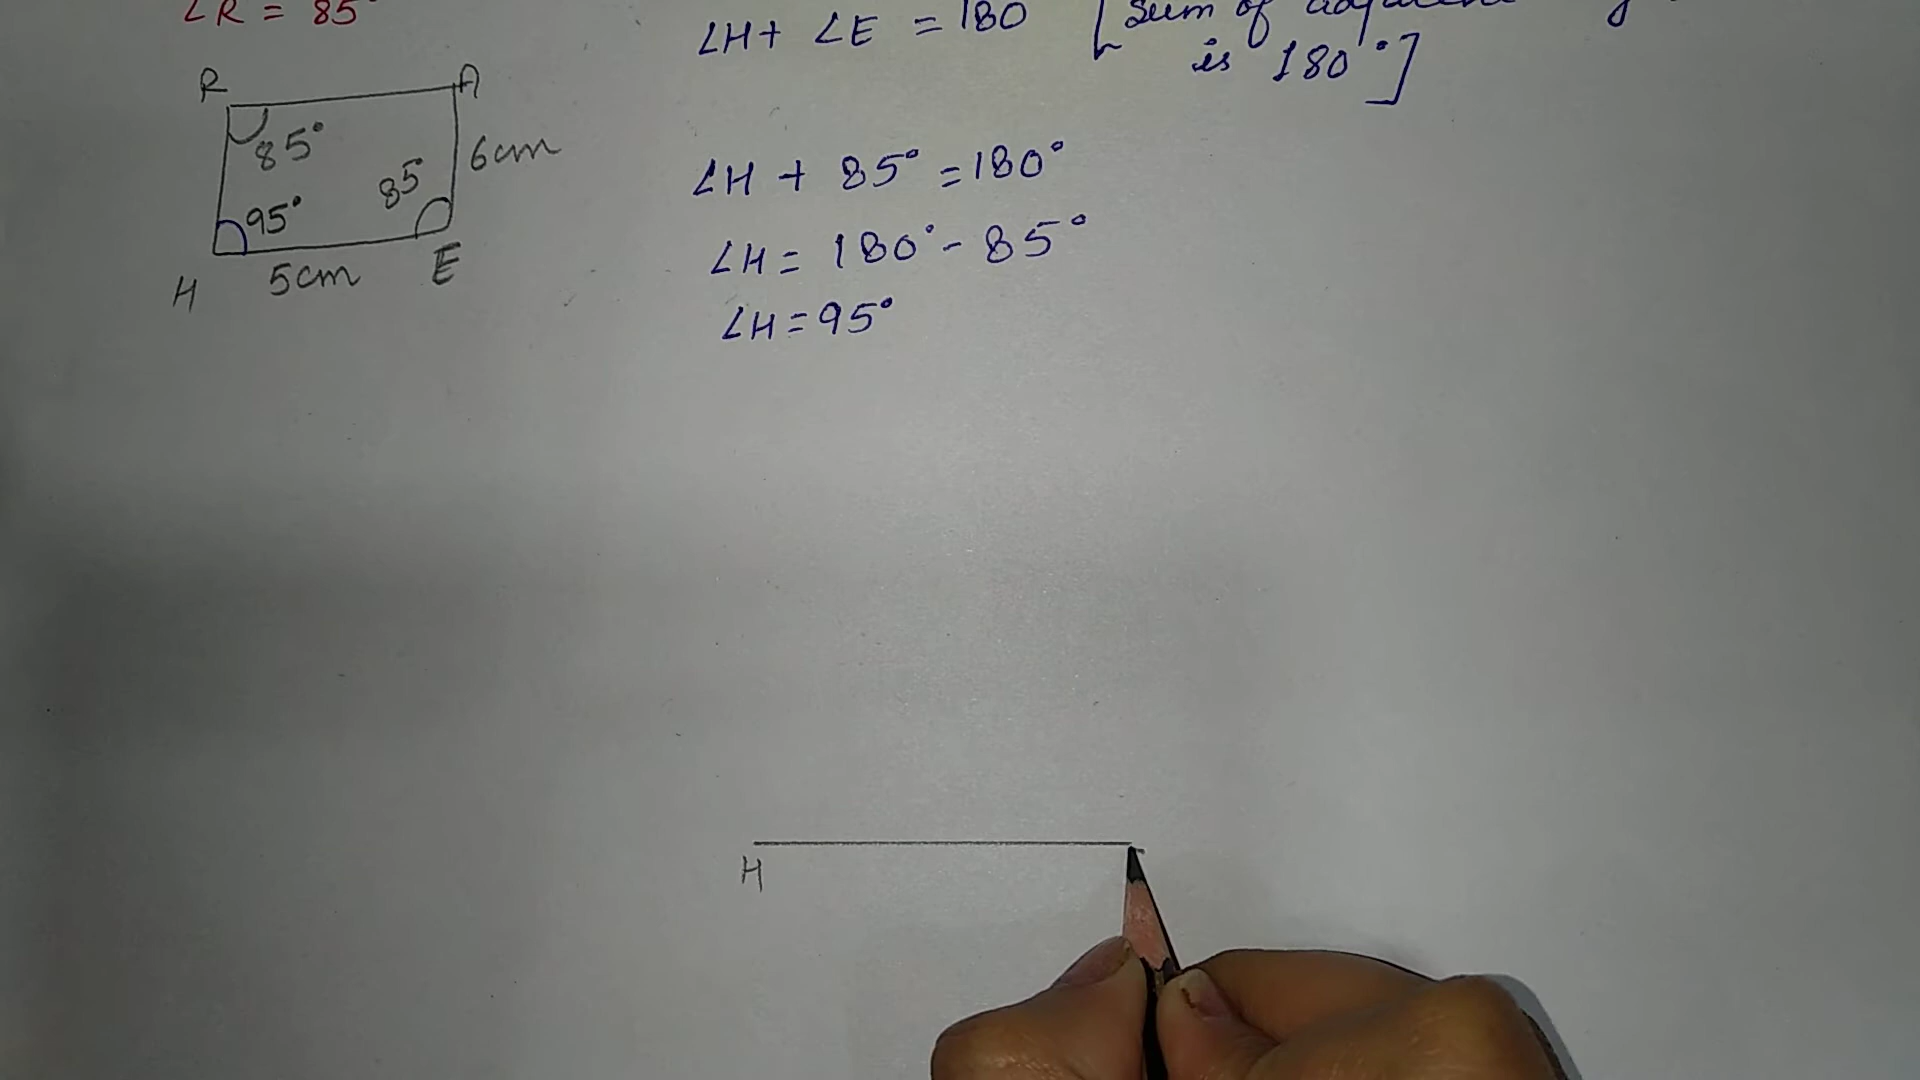 ∠R = 85°
R A
85°
85° 6cm
95°
H 5cm E
∠H + ∠E = 180 [Sum of
is 180°]
∠H + 85° = 180°
∠H = 180° - 85°
∠H = 95°
H